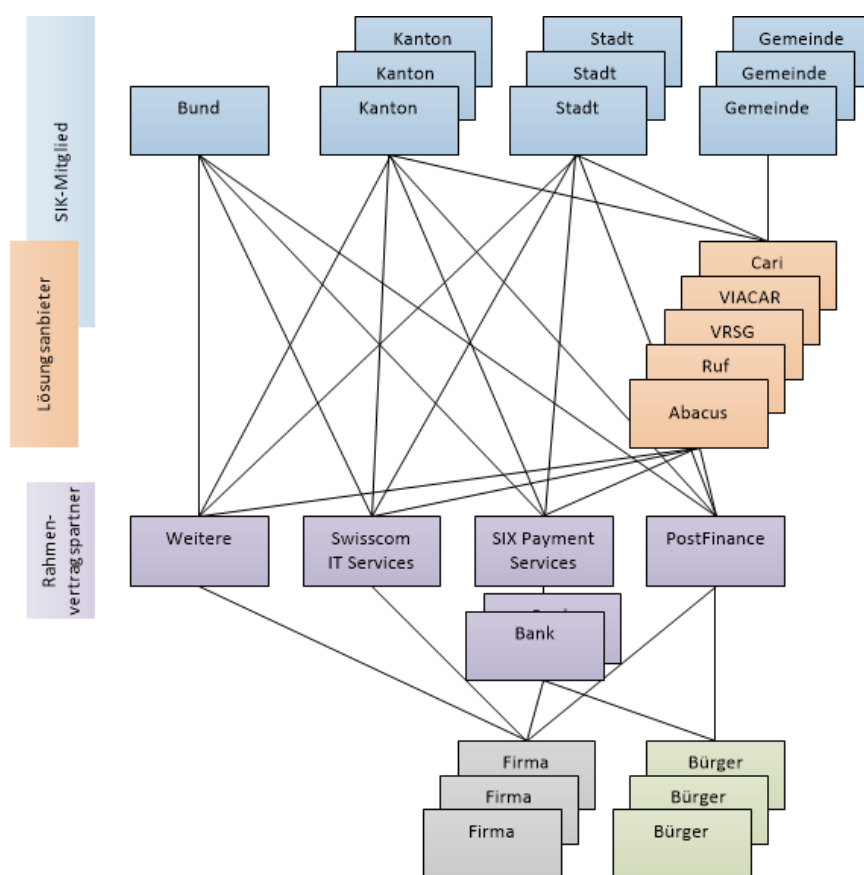 Kanton
Stadt
Gemeinde
Kanton
Stadt
Gemeinde
Bund
Kanton
Stadt
Gemeinde
SIK-Mitglied
Lösungsanbieter
Cari
VIACAR
VRSG
Ruf
Abacus
Rahmen-
vertragspartner
Weitere
Swisscom
IT Services
SIX Payment
Services
PostFinance
Bank
Firma
Bürger
Firma
Bürger
Firma
Bürger